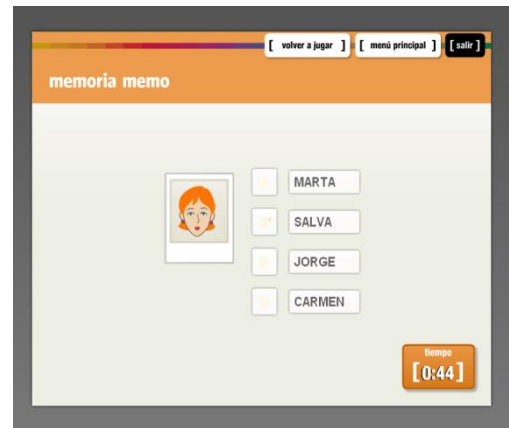 [ volver a jugar ] [ menú principal ] [ salir ]
memoria memo
MARTA
SALVA
JORGE
CARMEN
tiempo
[0:44]